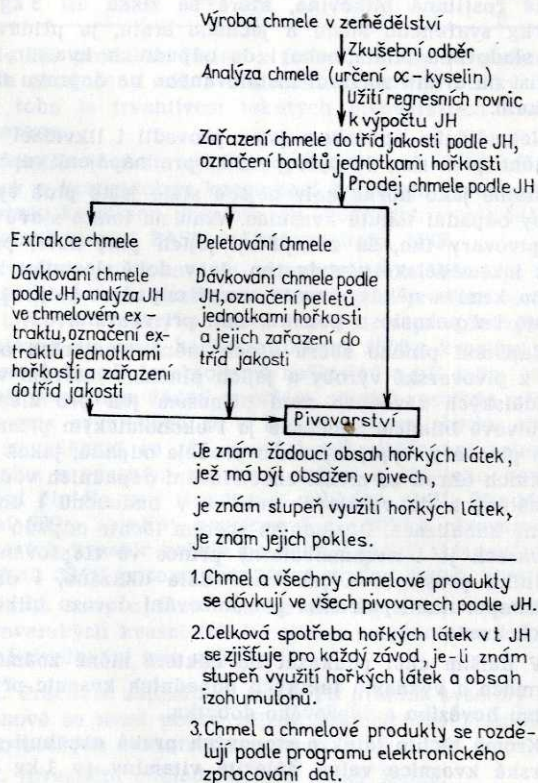 Výroba chmele v zemědělství
Zkušební odběr
Analýza chmele (určení α-kyselin)
Užití regresních rovnic
k výpočtu JH
Zařazení chmele do tříd jakosti podle JH,
označení balotů jednotkami hořkosti
Prodej chmele podle JH
Extrakce chmele
Dávkování chmele
podle JH, analýza JH
ve chmelovém ex-
traktu, označení ex-
traktu jednotkami
hořkosti a zařazení
do tříd jakosti
Peletování chmele
Dávkování chmele podle
JH, označení peletů
jednotkami hořkosti
a jejich zařazení do
tříd jakosti
Pivovarství
Je znám žádoucí obsah hořkých látek,
jež má být obsažen v pivech,
je znám stupeň využití hořkých látek,
je znám jejich pokles.
1. Chmel a všechny chmelové produkty
se dávkují ve všech pivovarech podle JH.
2. Celková spotřeba hořkých látek v t JH
se zjišťuje pro každý závod, je-li znám
stupeň využití hořkých látek a obsah
izohumulonů.
3. Chmel a chmelové produkty se rozdě-
lují podle programu elektronického
zpracování dat.